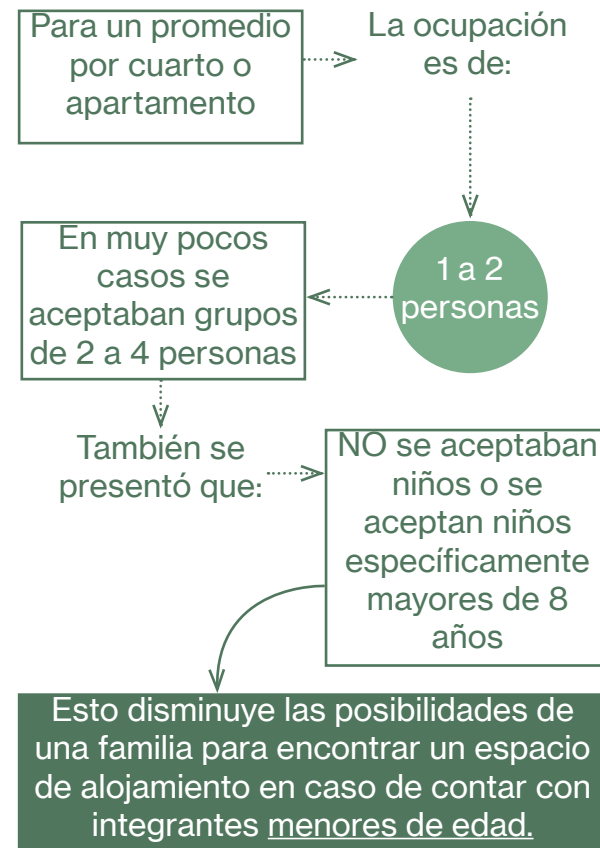 Para un promedio
por cuarto o
apartamento
La ocupación
es de:
1 a 2
personas
En muy pocos
casos se
aceptaban grupos
de 2 a 4 personas
También se
presentó que:
NO se aceptaban
niños o se
aceptan niños
específicamente
mayores de 8
años
Esto disminuye las posibilidades de
una familia para encontrar un espacio
de alojamiento en caso de contar con
integrantes menores de edad.